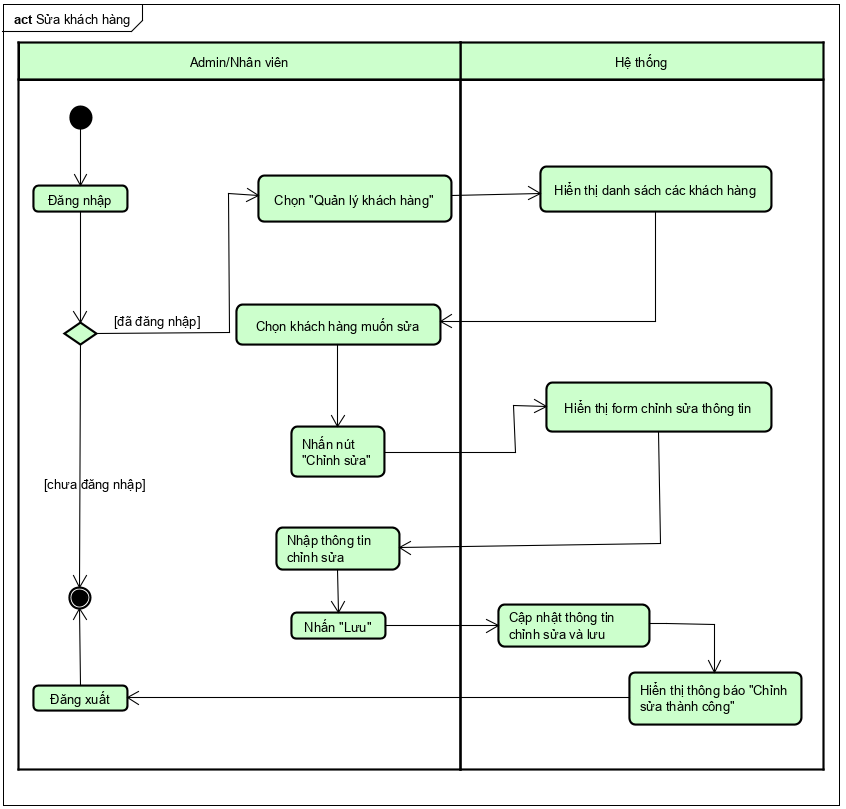 act Sửa khách hàng
Admin/Nhân viên
Hệ thống
Đăng nhập
Chọn "Quản lý khách hàng"
Hiển thị danh sách các khách hàng
[đã đăng nhập]
Chọn khách hàng muốn sửa
Hiển thị form chỉnh sửa thông tin
Nhấn nút
"Chỉnh sửa"
[chưa đăng nhập]
Nhập thông tin
chỉnh sửa
Nhấn "Lưu"
Cập nhật thông tin
chỉnh sửa và lưu
Đăng xuất
Hiển thị thông báo "Chỉnh
sửa thành công"